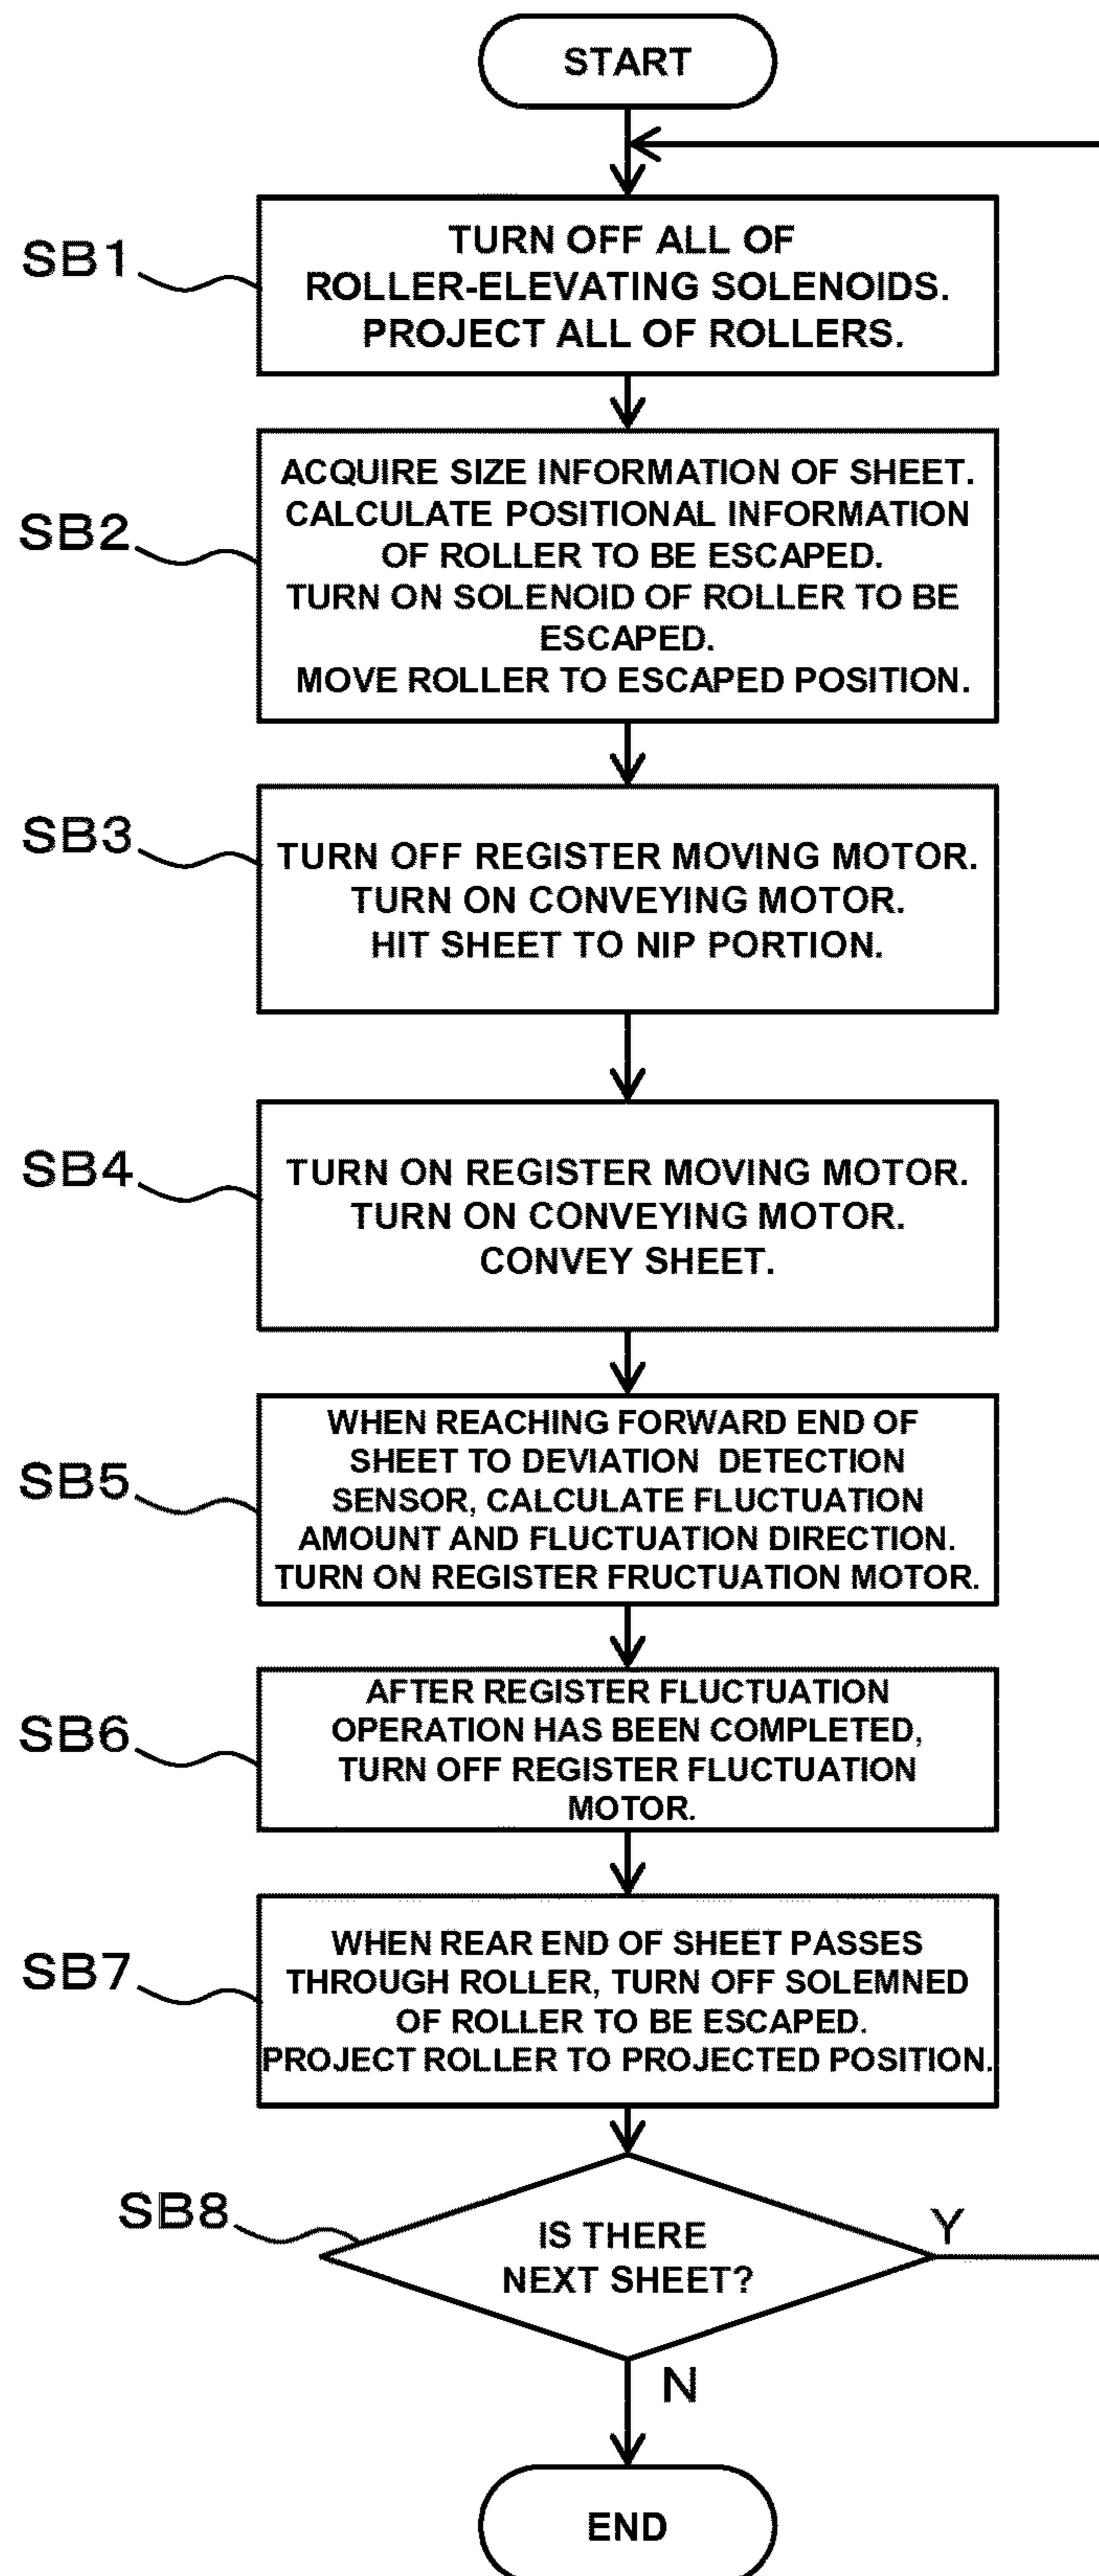 START
SB1
TURN OFF ALL OF
ROLLER-ELEVATING SOLENOIDS.
PROJECT ALL OF ROLLERS.
SB2
ACQUIRE SIZE INFORMATION OF SHEET.
CALCULATE POSITIONAL INFORMATION
OF ROLLER TO BE ESCAPED.
TURN ON SOLENOID OF ROLLER TO BE
ESCAPED.
MOVE ROLLER TO ESCAPED POSITION.
SB3
TURN OFF REGISTER MOVING MOTOR.
TURN ON CONVEYING MOTOR.
HIT SHEET TO NIP PORTION.
SB4
TURN ON REGISTER MOVING MOTOR.
TURN ON CONVEYING MOTOR.
CONVEY SHEET.
SB5
WHEN REACHING FORWARD END OF
SHEET TO DEVIATION DETECTION
SENSOR, CALCULATE FLUCTUATION
AMOUNT AND FLUCTUATION DIRECTION.
TURN ON REGISTER FRUCTUATION MOTOR.
SB6
AFTER REGISTER FLUCTUATION
OPERATION HAS BEEN COMPLETED,
TURN OFF REGISTER FLUCTUATION
MOTOR.
SB7
WHEN REAR END OF SHEET PASSES
THROUGH ROLLER, TURN OFF SOLEMNED
OF ROLLER TO BE ESCAPED.
PROJECT ROLLER TO PROJECTED POSITION.
SB8
IS THERE
NEXT SHEET?
Y
N
END